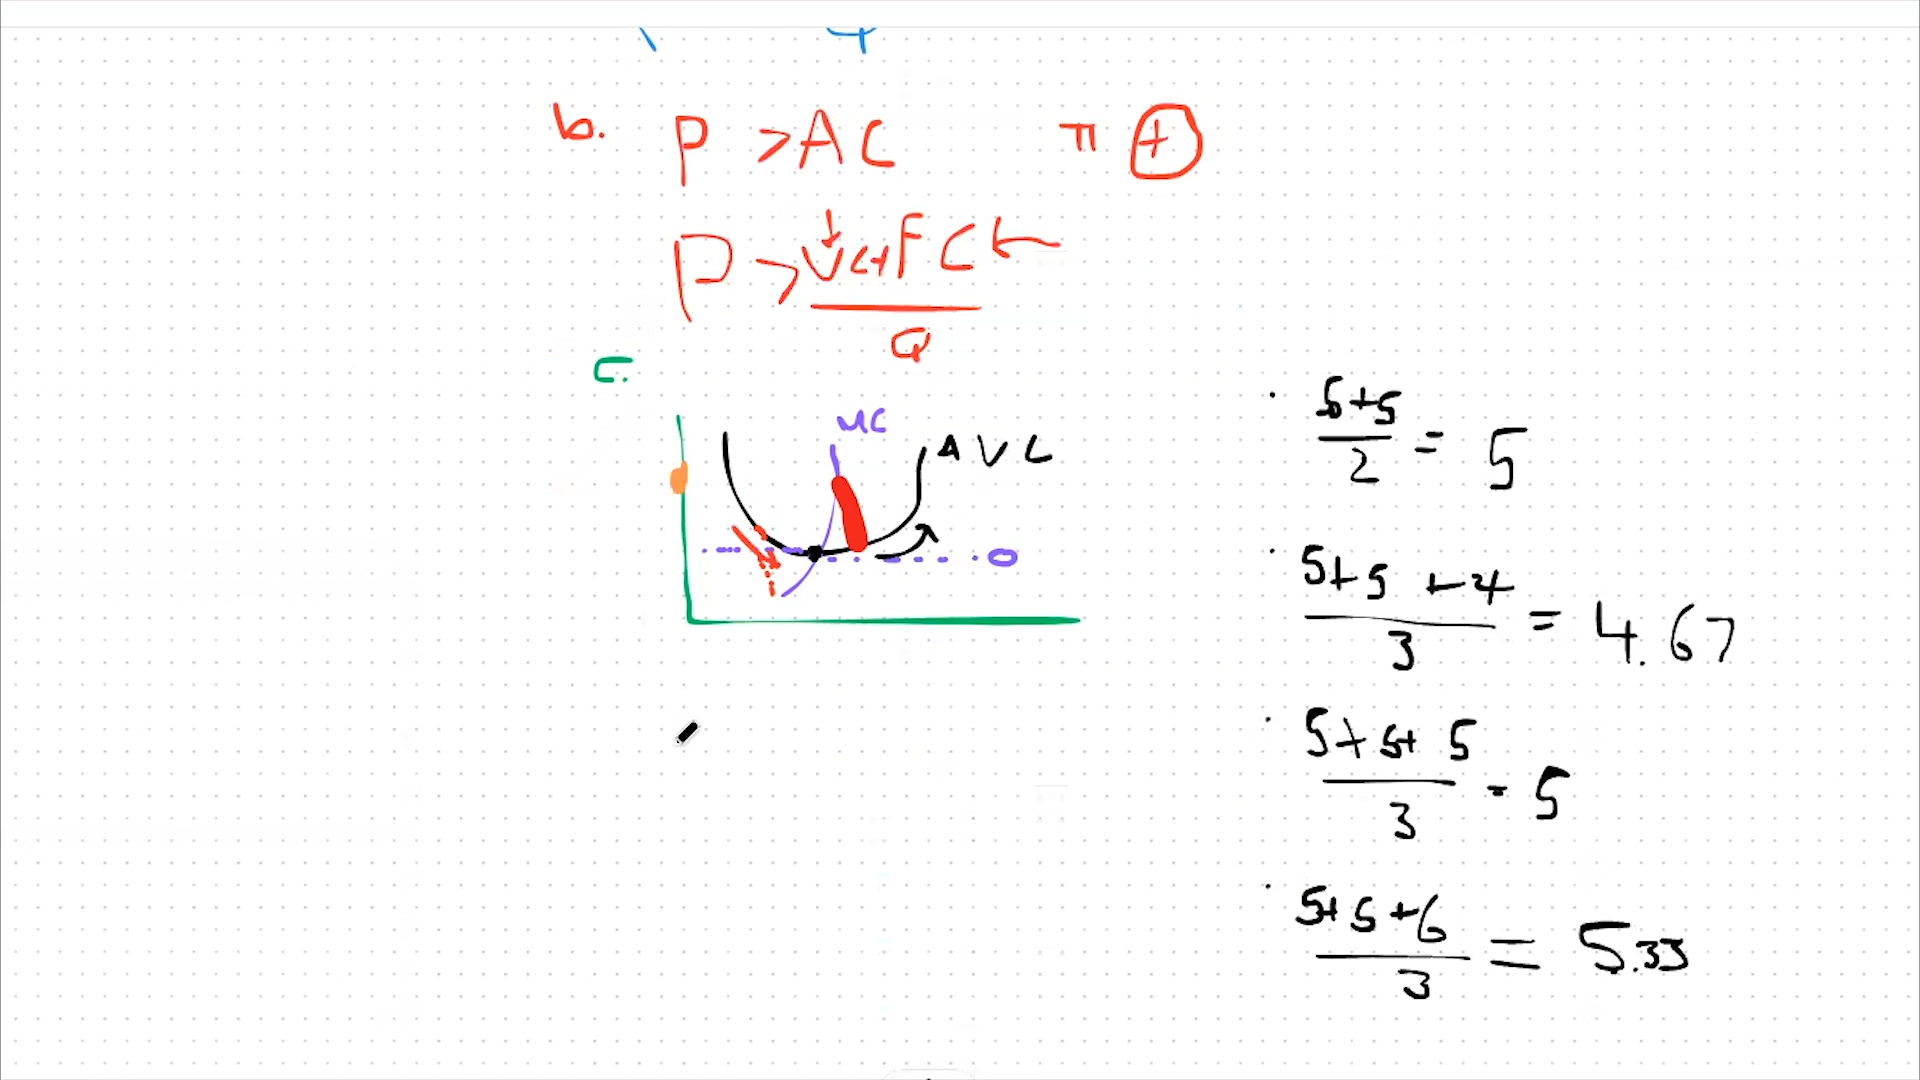 b. P > AC π +
P > VC+FC
Q
c.
MC
AVC
5+5
2
= 5
5+5+4
3
= 4.67
5+5+5
3
= 5
5+5+6
3
= 5.33